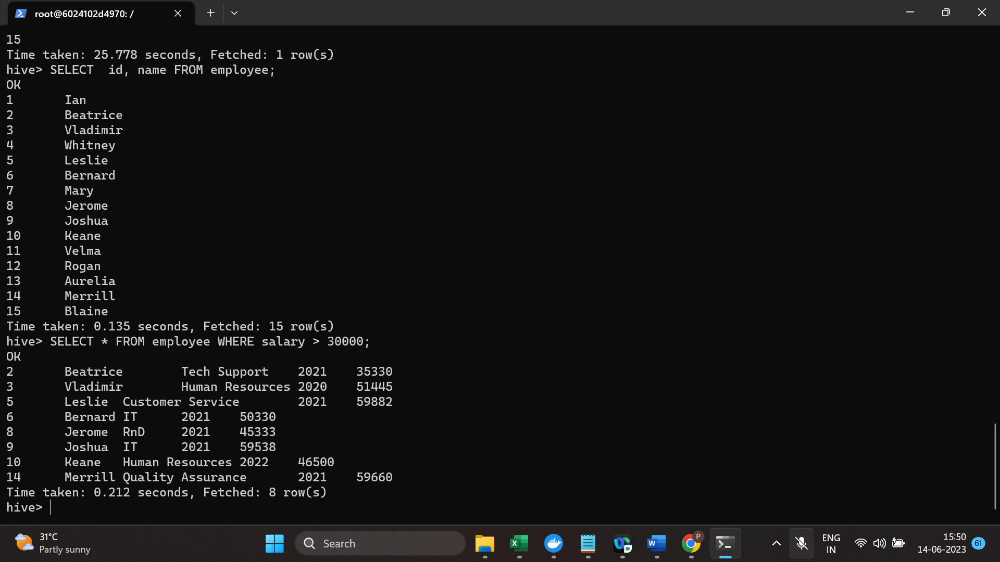 root@6024102d4970: /
15
Time taken: 25.778 seconds, Fetched: 1 row(s)
hive> SELECT  id, name FROM employee;
OK
1       Ian
2       Beatrice
3       Vladimir
4       Whitney
5       Leslie
6       Bernard
7       Mary
8       Jerome
9       Joshua
10      Keane
11      Velma
12      Rogan
13      Aurelia
14      Merrill
15      Blaine
Time taken: 0.135 seconds, Fetched: 15 row(s)
hive> SELECT * FROM employee WHERE salary > 30000;
OK
2       Beatrice        Tech Support    2021    35330
3       Vladimir        Human Resources 2020    51445
5       Leslie  Customer Service        2021    59882
6       Bernard IT      2021    50330
8       Jerome  RnD     2021    45333
9       Joshua  IT      2021    59538
10      Keane   Human Resources 2022    46500
14      Merrill Quality Assurance       2021    59660
Time taken: 0.212 seconds, Fetched: 8 row(s)
hive>
31°C
Partly sunny
Search
X
W
P
ENG
IN
15:50
14-06-2023
61